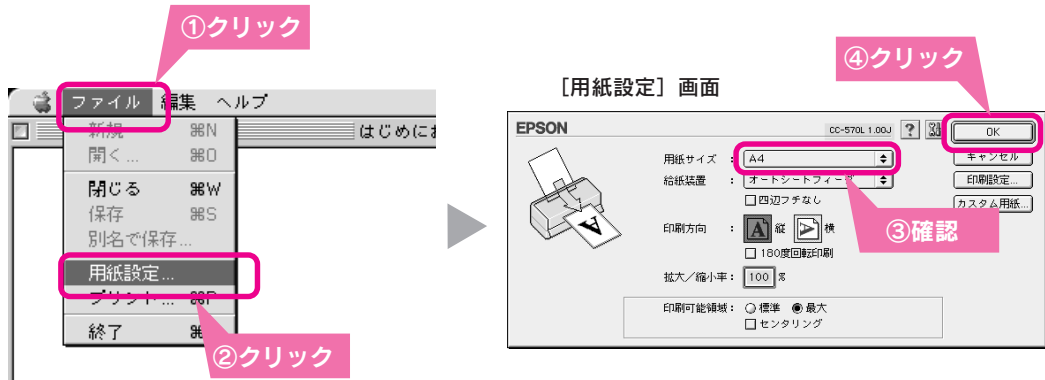 ①クリック
ファイル 編集 ヘルプ
はじめに
新規 ⌘N
開く... ⌘O
閉じる ⌘W
保存 ⌘S
別名で保存...
用紙設定...
プリント... ⌘P
終了
②クリック
④クリック
［用紙設定］画面
EPSON
CC-570L 1.00J ?
OK
用紙サイズ : A4
キャンセル
給紙装置 : オートシートフィーダ
印刷設定...
四辺フチなし
カスタム用紙...
③確認
印刷方向 : A 縦 A 横
180度回転印刷
拡大／縮小率 : 100 %
印刷可能領域 : 標準 最大
センタリング
A